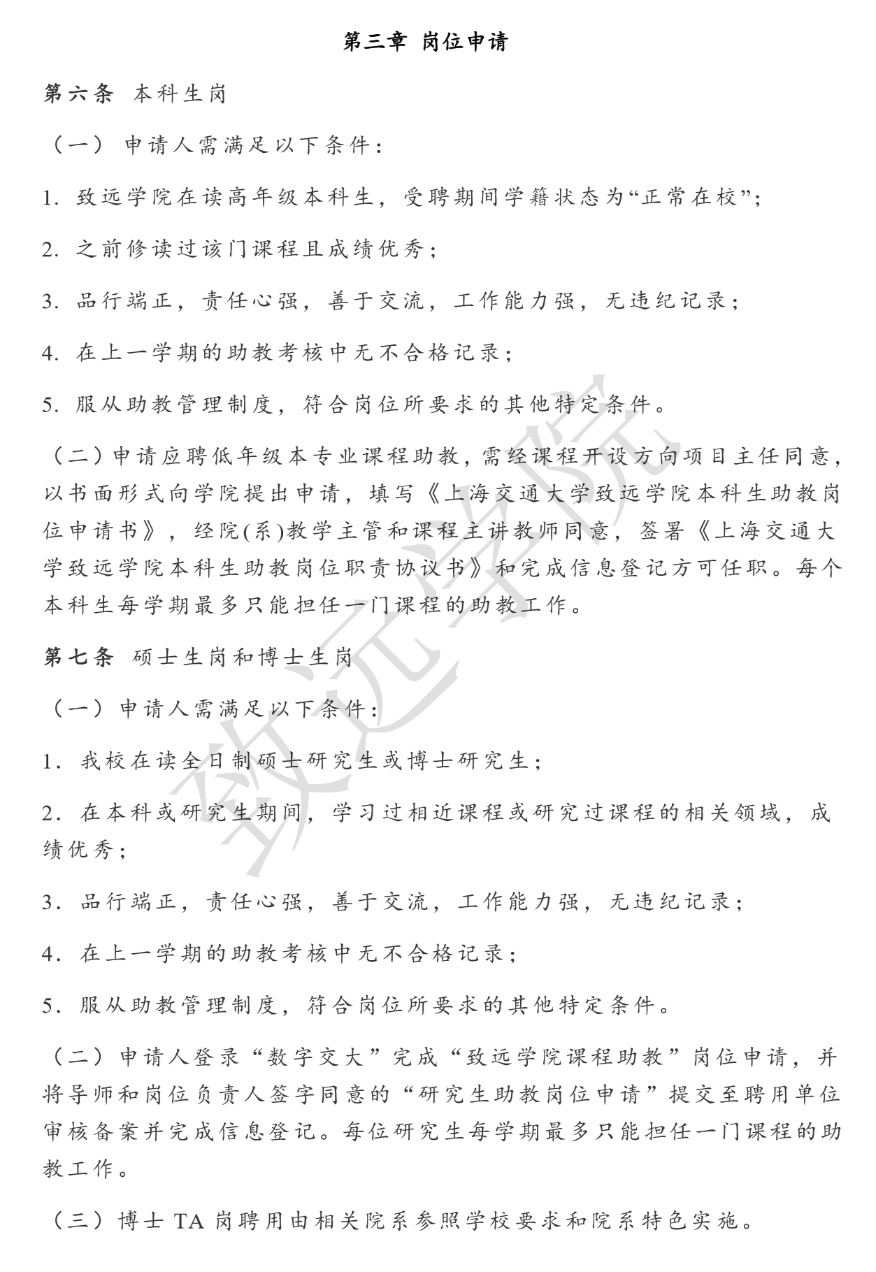 第三章 岗位申请
第六条 本科生岗
（一） 申请人需满足以下条件：
1. 致远学院在读高年级本科生，受聘期间学籍状态为“正常在校”；
2. 之前修读过该门课程且成绩优秀；
3. 品行端正，责任心强，善于交流，工作能力强，无违纪记录；
4. 在上一学期的助教考核中无不合格记录；
5. 服从助教管理制度，符合岗位所要求的其他特定条件。
（二）申请应聘低年级本专业课程助教，需经课程开设方向项目主任同意，
以书面形式向学院提出申请，填写《上海交通大学致远学院本科生助教岗
位申请书》，经院(系)教学主管和课程主讲教师同意，签署《上海交通大
学致远学院本科生助教岗位职责协议书》和完成信息登记方可任职。每个
本科生每学期最多只能担任一门课程的助教工作。
第七条 硕士生岗和博士生岗
（一）申请人需满足以下条件：
1．我校在读全日制硕士研究生或博士研究生；
2．在本科或研究生期间，学习过相近课程或研究过课程的相关领域，成
绩优秀；
3．品行端正，责任心强，善于交流，工作能力强，无违纪记录；
4．在上一学期的助教考核中无不合格记录；
5．服从助教管理制度，符合岗位所要求的其他特定条件。
（二）申请人登录“数字交大”完成“致远学院课程助教”岗位申请，并
将导师和岗位负责人签字同意的“研究生助教岗位申请”提交至聘用单位
审核备案并完成信息登记。每位研究生每学期最多只能担任一门课程的助
教工作。
（三）博士 TA 岗聘用由相关院系参照学校要求和院系特色实施。
致远学院